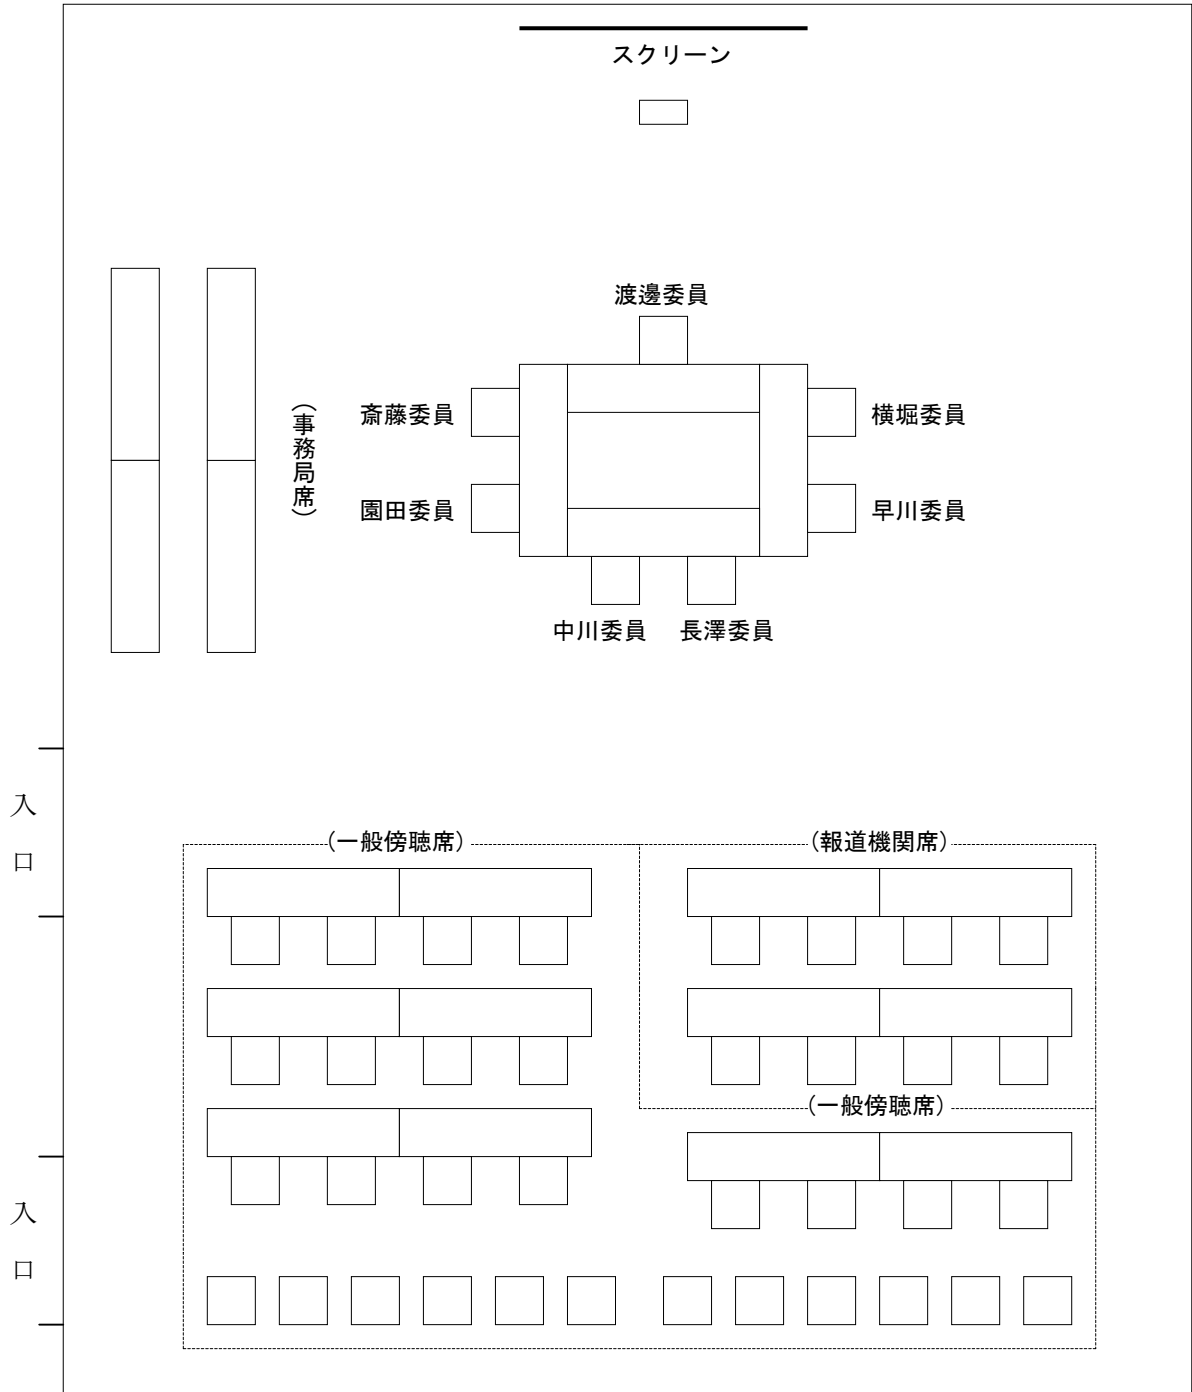 スクリーン
渡邊委員
斎藤委員
横堀委員
（事務局席）
園田委員
早川委員
中川委員
長澤委員
入口
（一般傍聴席）
（報道機関席）
（一般傍聴席）
入口